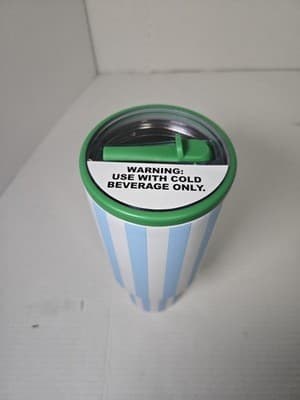 WARNING:
USE WITH COLD
BEVERAGE ONLY.